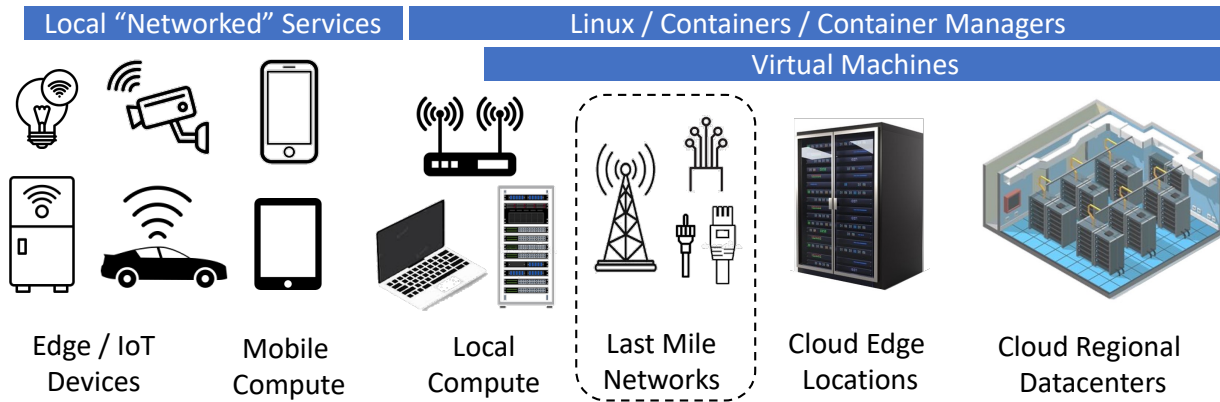 Local “Networked” Services
Linux / Containers / Container Managers
Virtual Machines
Edge / IoT
Devices
Mobile
Compute
Local
Compute
Last Mile
Networks
Cloud Edge
Locations
Cloud Regional
Datacenters